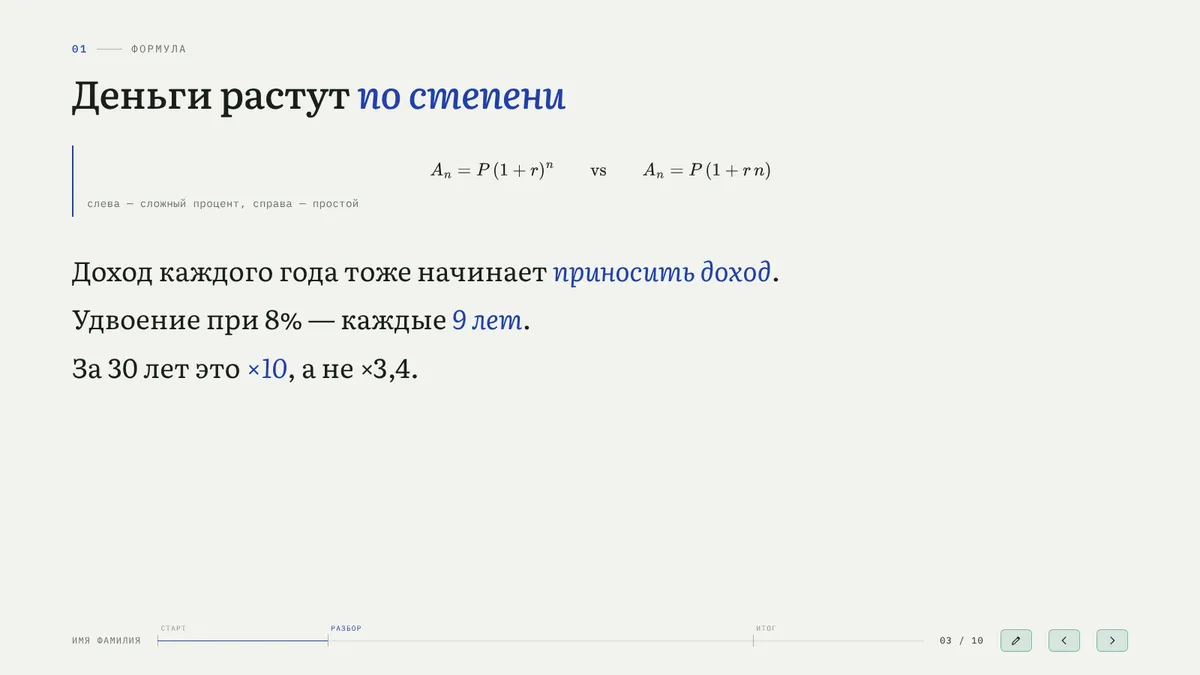 01 — ФОРМУЛА
Деньги растут по степени
Aₙ = P (1 + r)ⁿ vs Aₙ = P (1 + r n)
слева — сложный процент, справа — простой
Доход каждого года тоже начинает приносить доход.
Удвоение при 8% — каждые 9 лет.
За 30 лет это ×10, а не ×3,4.
СТАРТ РАЗБОР ИТОГ
ИМЯ ФАМИЛИЯ 03 / 10